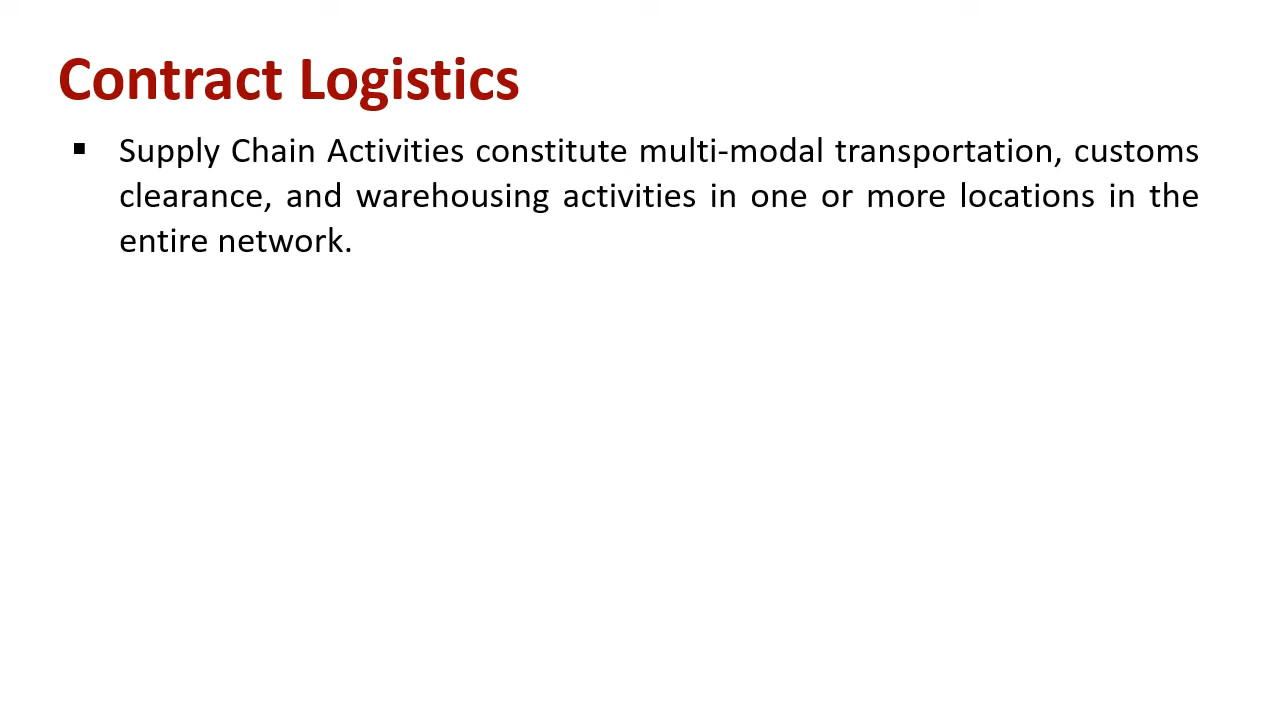 Contract Logistics
▪ Supply Chain Activities constitute multi-modal transportation, customs
clearance, and warehousing activities in one or more locations in the
entire network.